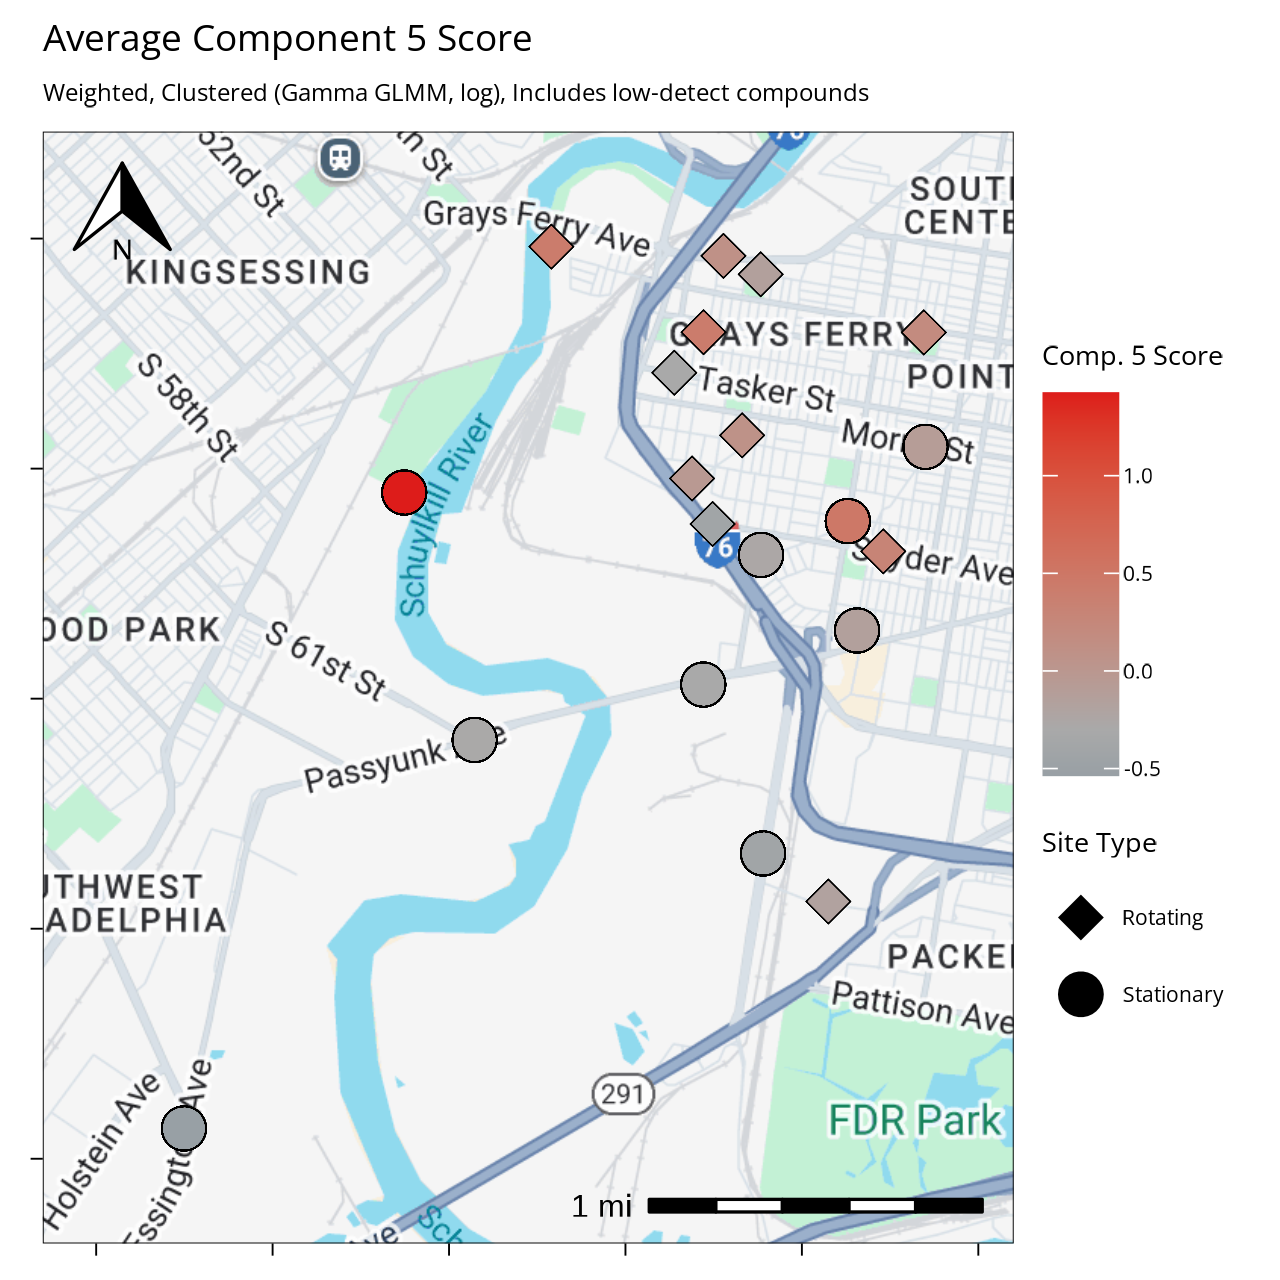 Average Component 5 Score
Weighted, Clustered (Gamma GLMM, log), Includes low-detect compounds
52nd St
th St
76
SOUTH
CENTE
Grays Ferry Ave
N
KINGSESSING
GRAYS FERRY
POINT
S 58th St
Tasker St
Morris St
Schuylkill River
76
Snyder Ave
OOD PARK
S 61st St
Passyunk Ave
UTHWEST
ADELPHIA
PACKE
Pattison Ave
Holstein Ave
Essington Ave
291
FDR Park
1 mi
Ave
Sch
Comp. 5 Score
1.0
0.5
0.0
-0.5
Site Type
Rotating
Stationary